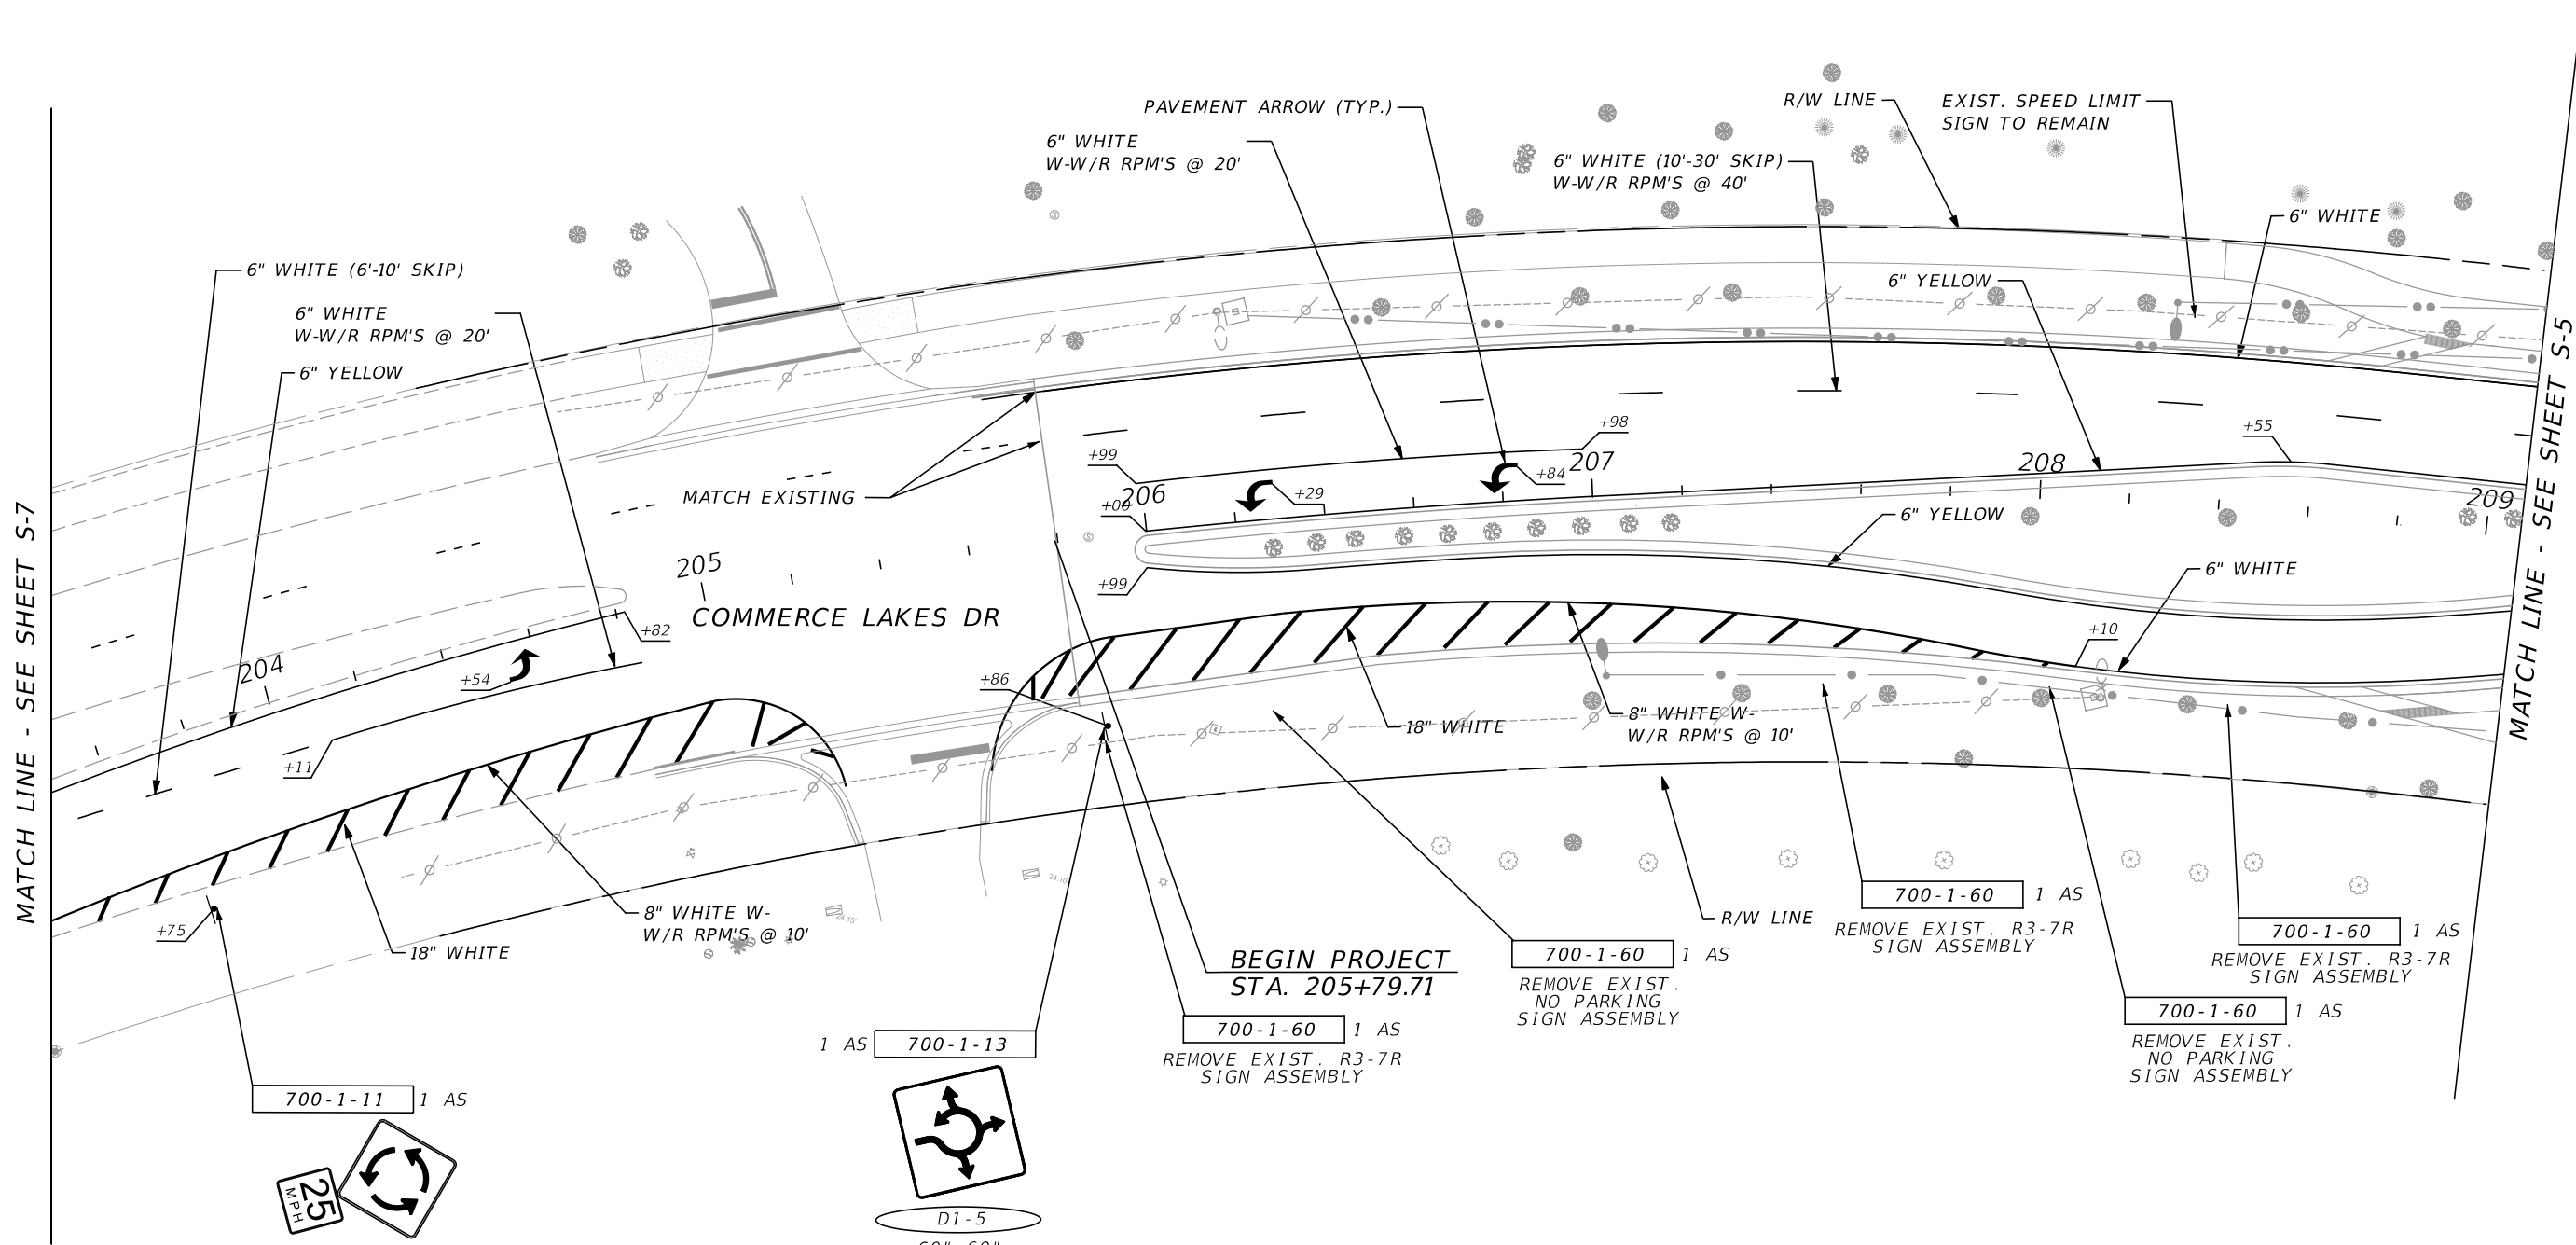 PAVEMENT ARROW (TYP.)
R/W LINE
EXIST. SPEED LIMIT
SIGN TO REMAIN
6" WHITE
W-W/R RPM'S @ 20'
6" WHITE (10'-30' SKIP)
W-W/R RPM'S @ 40'
6" WHITE
6" WHITE (6'-10' SKIP)
6" YELLOW
6" WHITE
W-W/R RPM'S @ 20'
6" YELLOW
+98
+55
+99
207
+84
208
MATCH EXISTING
206
+29
+00
209
6" YELLOW
205
+99
6" WHITE
COMMERCE LAKES DR
+82
+10
204
+54
+86
8" WHITE W-
W/R RPM'S @ 10'
18" WHITE
+11
MATCH LINE - SEE SHEET S-7
MATCH LINE - SEE SHEET S-5
24.10'
24.15'
+75
18" WHITE
8" WHITE W-
W/R RPM'S @ 10'
R/W LINE
700-1-60 1 AS
REMOVE EXIST. R3-7R
SIGN ASSEMBLY
700-1-60 1 AS
REMOVE EXIST. R3-7R
SIGN ASSEMBLY
BEGIN PROJECT
STA. 205+79.71
700-1-60 1 AS
REMOVE EXIST.
NO PARKING
SIGN ASSEMBLY
700-1-60 1 AS
REMOVE EXIST.
NO PARKING
SIGN ASSEMBLY
1 AS 700-1-13
700-1-60 1 AS
REMOVE EXIST. R3-7R
SIGN ASSEMBLY
700-1-11 1 AS
25
MPH
D1-5